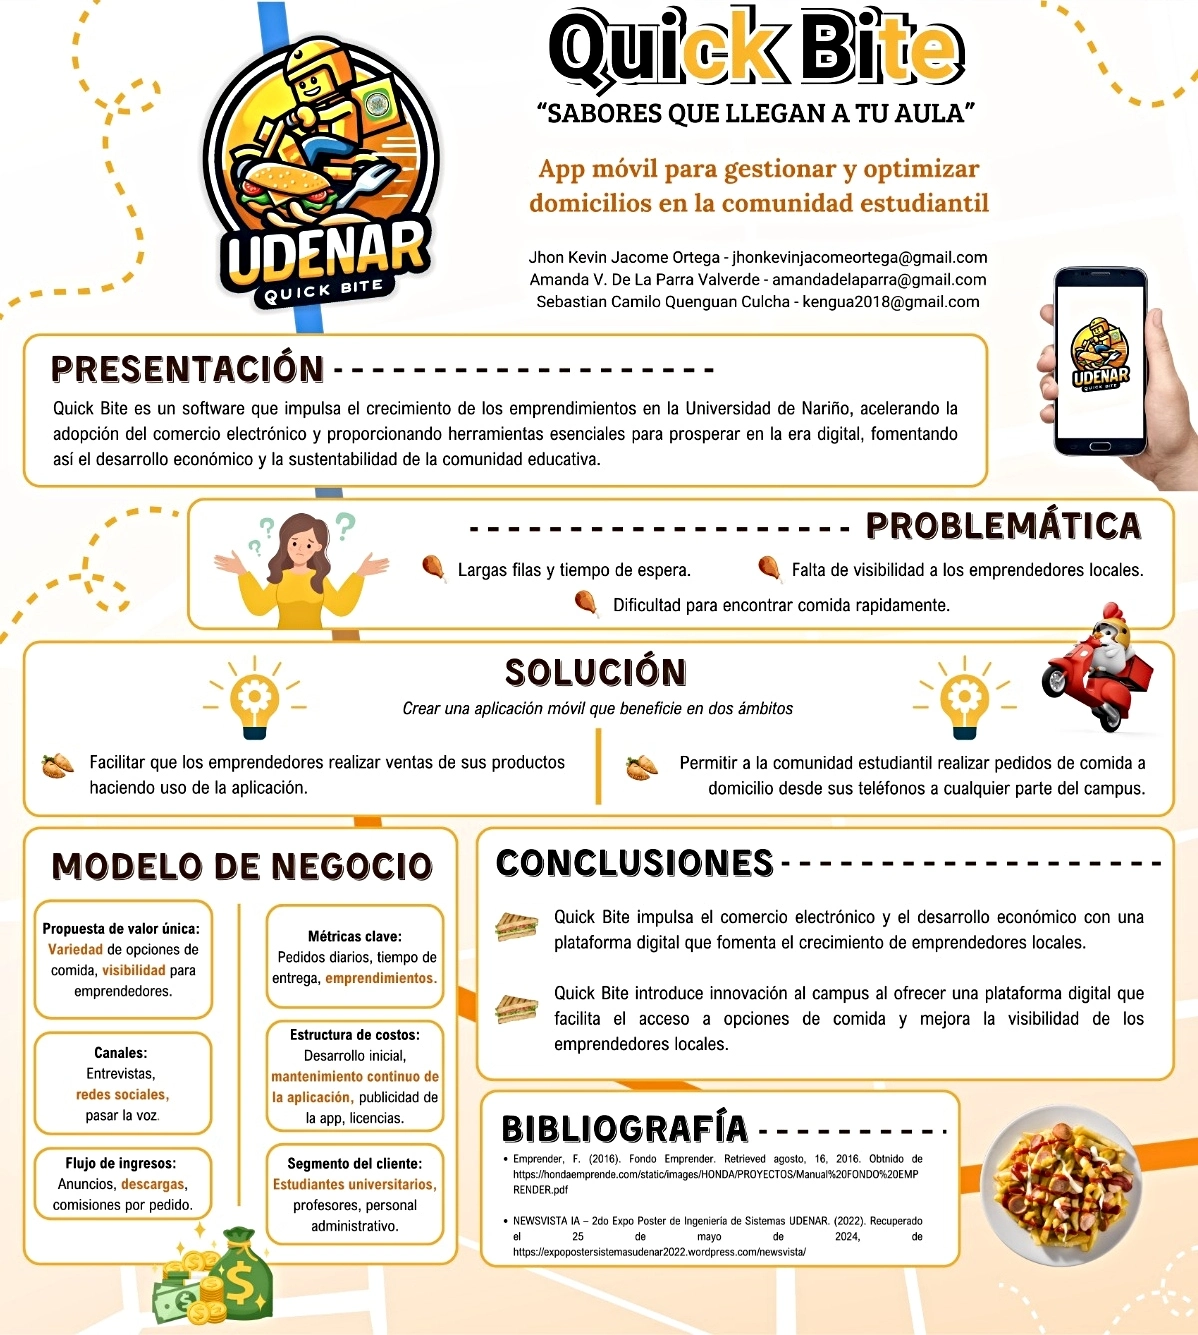 Quick Bite
“SABORES QUE LLEGAN A TU AULA”
App móvil para gestionar y optimizar
domicilios en la comunidad estudiantil
Jhon Kevin Jacome Ortega - jhonkevinjacomeortega@gmail.com
Amanda V. De La Parra Valverde - amandadelaparra@gmail.com
Sebastian Camilo Quenguan Culcha - kengua2018@gmail.com
UDENAR
QUICK BITE
UDENAR
QUICK BITE
PRESENTACIÓN
Quick Bite es un software que impulsa el crecimiento de los emprendimientos en la Universidad de Nariño, acelerando la
adopción del comercio electrónico y proporcionando herramientas esenciales para prosperar en la era digital, fomentando
así el desarrollo económico y la sustentabilidad de la comunidad educativa.
PROBLEMÁTICA
Largas filas y tiempo de espera.
Falta de visibilidad a los emprendedores locales.
Dificultad para encontrar comida rapidamente.
SOLUCIÓN
Crear una aplicación móvil que beneficie en dos ámbitos
Facilitar que los emprendedores realizar ventas de sus productos
haciendo uso de la aplicación.
Permitir a la comunidad estudiantil realizar pedidos de comida a
domicilio desde sus teléfonos a cualquier parte del campus.
MODELO DE NEGOCIO
Propuesta de valor única:
Variedad de opciones de
comida, visibilidad para
emprendedores.
Canales:
Entrevistas,
redes sociales,
pasar la voz.
Flujo de ingresos:
Anuncios, descargas,
comisiones por pedido.
Métricas clave:
Pedidos diarios, tiempo de
entrega, emprendimientos.
Estructura de costos:
Desarrollo inicial,
mantenimiento continuo de
la aplicación, publicidad de
la app, licencias.
Segmento del cliente:
Estudiantes universitarios,
profesores, personal
administrativo.
CONCLUSIONES
Quick Bite impulsa el comercio electrónico y el desarrollo económico con una
plataforma digital que fomenta el crecimiento de emprendedores locales.
Quick Bite introduce innovación al campus al ofrecer una plataforma digital que
facilita el acceso a opciones de comida y mejora la visibilidad de los
emprendedores locales.
BIBLIOGRAFÍA
• Emprender, F. (2016). Fondo Emprender. Retrieved agosto, 16, 2016. Obtnido de
https://hondaemprende.com/static/images/HONDA/PROYECTOS/Manual%20FONDO%20EMP
RENDER.pdf
• NEWSVISTA IA – 2do Expo Poster de Ingeniería de Sistemas UDENAR. (2022). Recuperado
el 25 de mayo de 2024, de
https://expopostersistemasudenar2022.wordpress.com/newsvista/